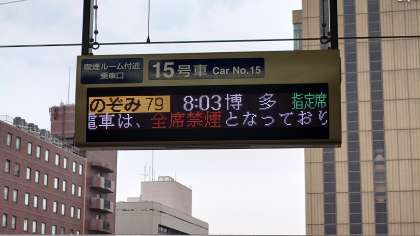 喫煙ルーム付近
乗車口
15号車 Car No.15
のぞみ 79 8:03 博多 指定席
電車は、全席禁煙となっており